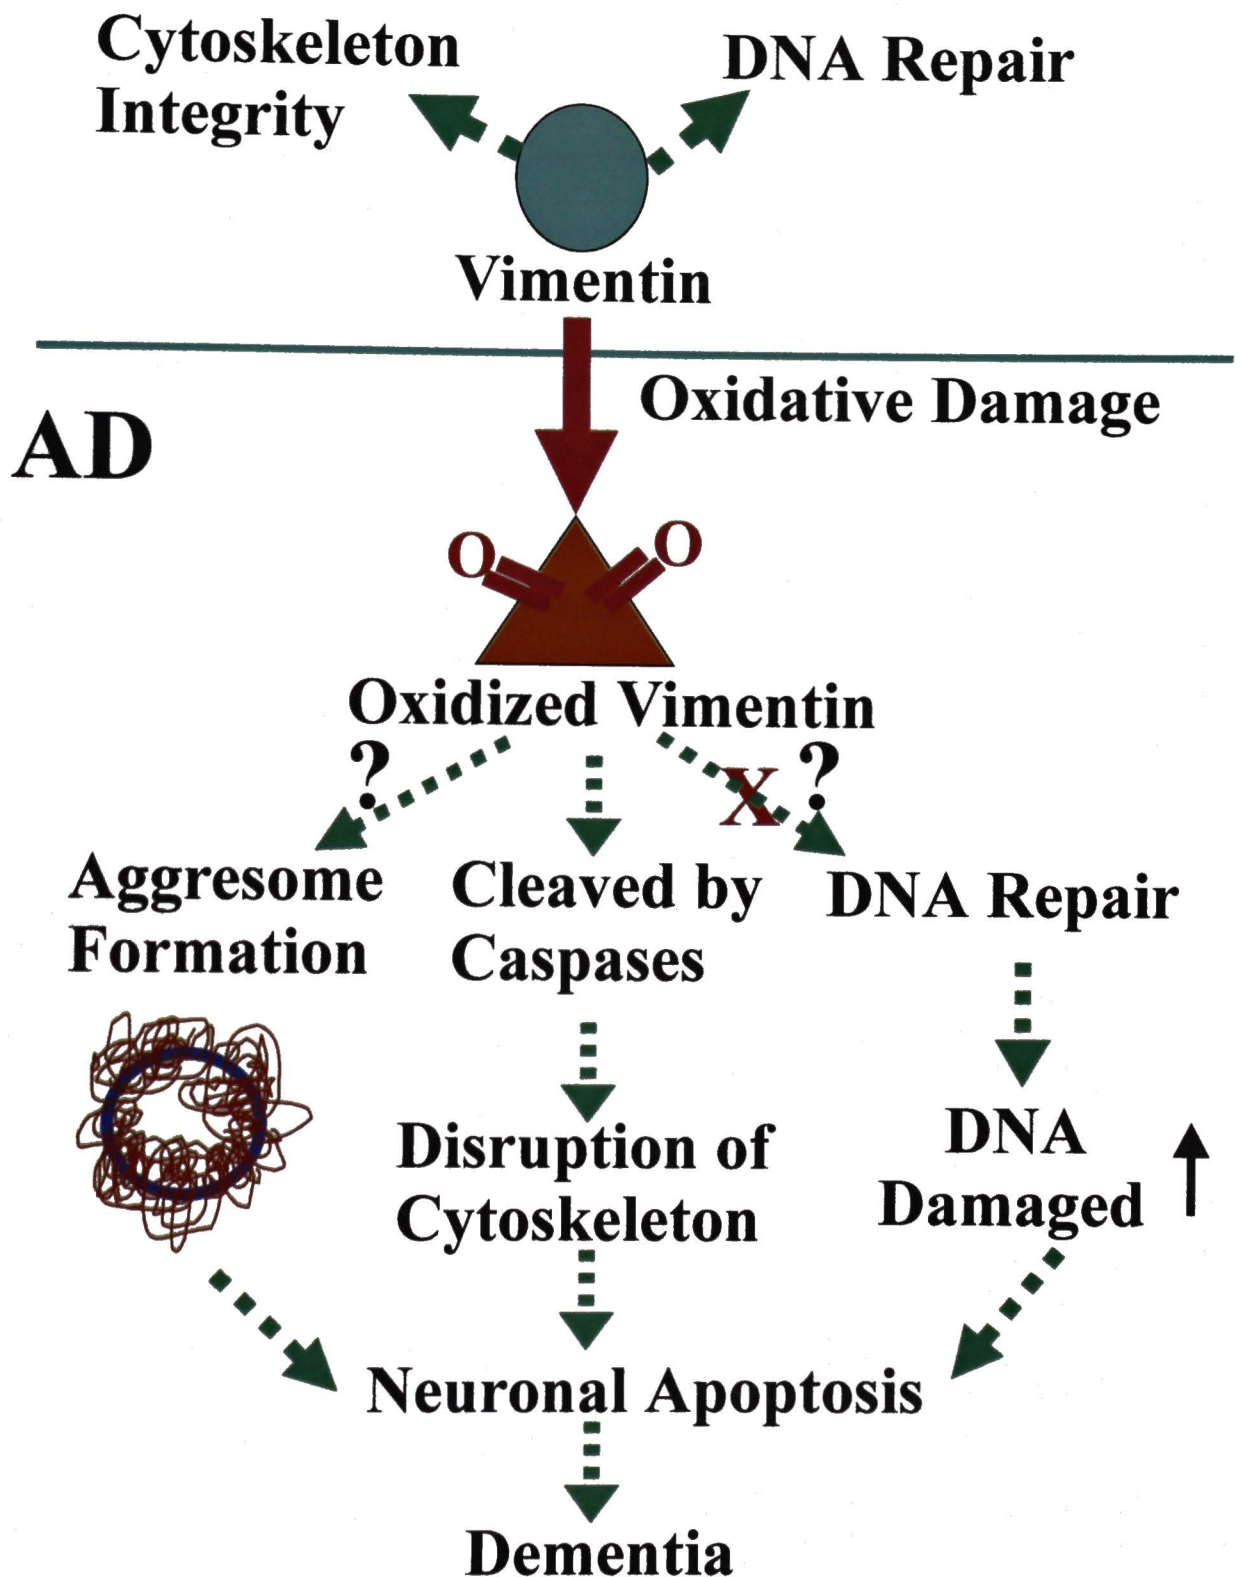 Cytoskeleton
Integrity
DNA Repair
Vimentin
Oxidative Damage
AD
O
O
Oxidized Vimentin
?
X
?
Aggresome
Formation
Cleaved by
Caspases
DNA Repair
Disruption of
Cytoskeleton
DNA
Damaged
Neuronal Apoptosis
Dementia